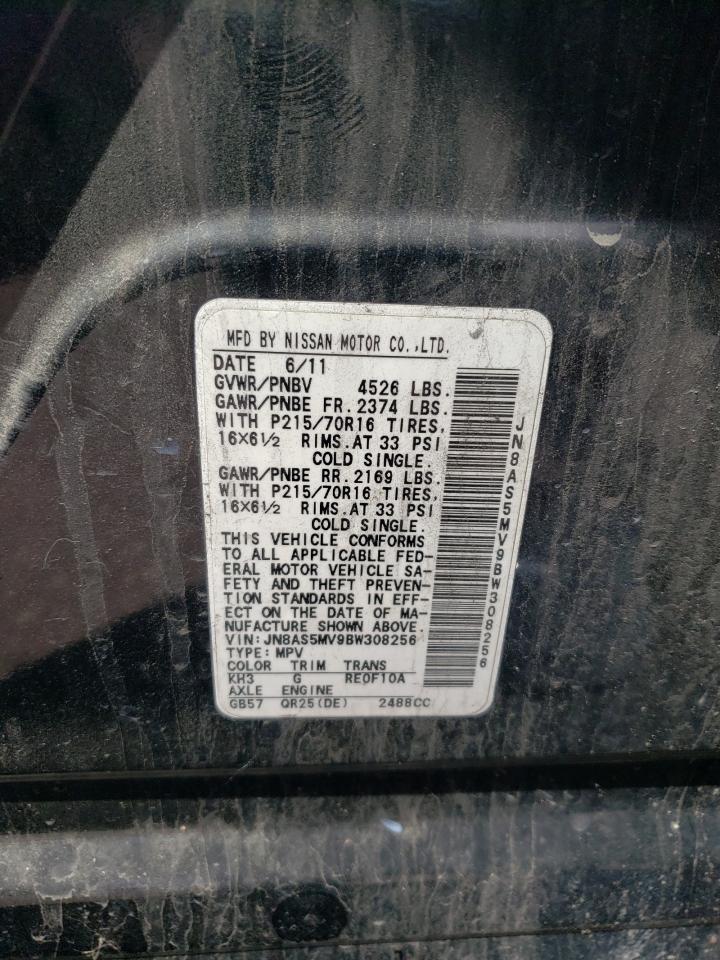 MFD BY NISSAN MOTOR CO.,LTD.
DATE 6/11
GVWR/PNBV 4526 LBS.
GAWR/PNBE FR. 2374 LBS.
WITH P215/70R16 TIRES,
16×6½ RIMS.AT 33 PSI
COLD SINGLE.
GAWR/PNBE RR. 2169 LBS.
WITH P215/70R16 TIRES,
16×6½ RIMS.AT 33 PSI
COLD SINGLE.
THIS VEHICLE CONFORMS
TO ALL APPLICABLE FED-
ERAL MOTOR VEHICLE SA-
FETY AND THEFT PREVEN-
TION STANDARDS IN EFF-
ECT ON THE DATE OF MA-
NUFACTURE SHOWN ABOVE.
VIN: JN8AS5MV9BW308256
TYPE: MPV
COLOR TRIM TRANS
KH3 G RE0F10A
AXLE ENGINE
GB57 QR25(DE) 2488CC
JN8AS5MV9BW308256